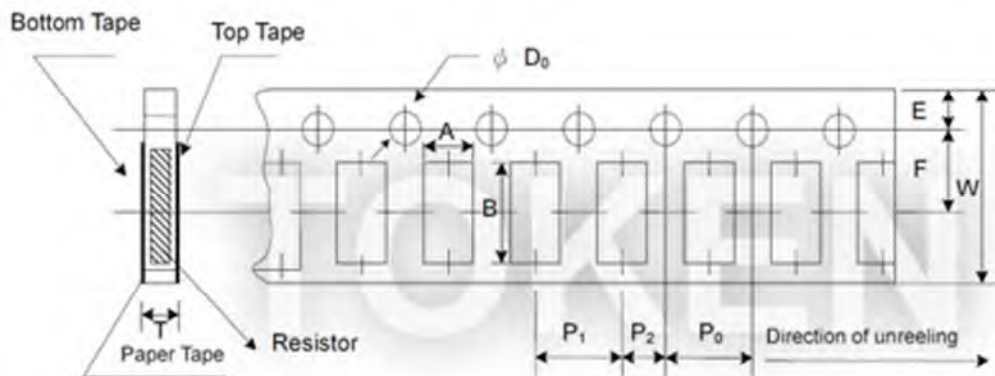 Bottom Tape
Top Tape
ϕ D₀
A
E
F
B
W
T
P₁ P₂ P₀
Direction of unreeling
Resistor
Paper Tape
TOKEN